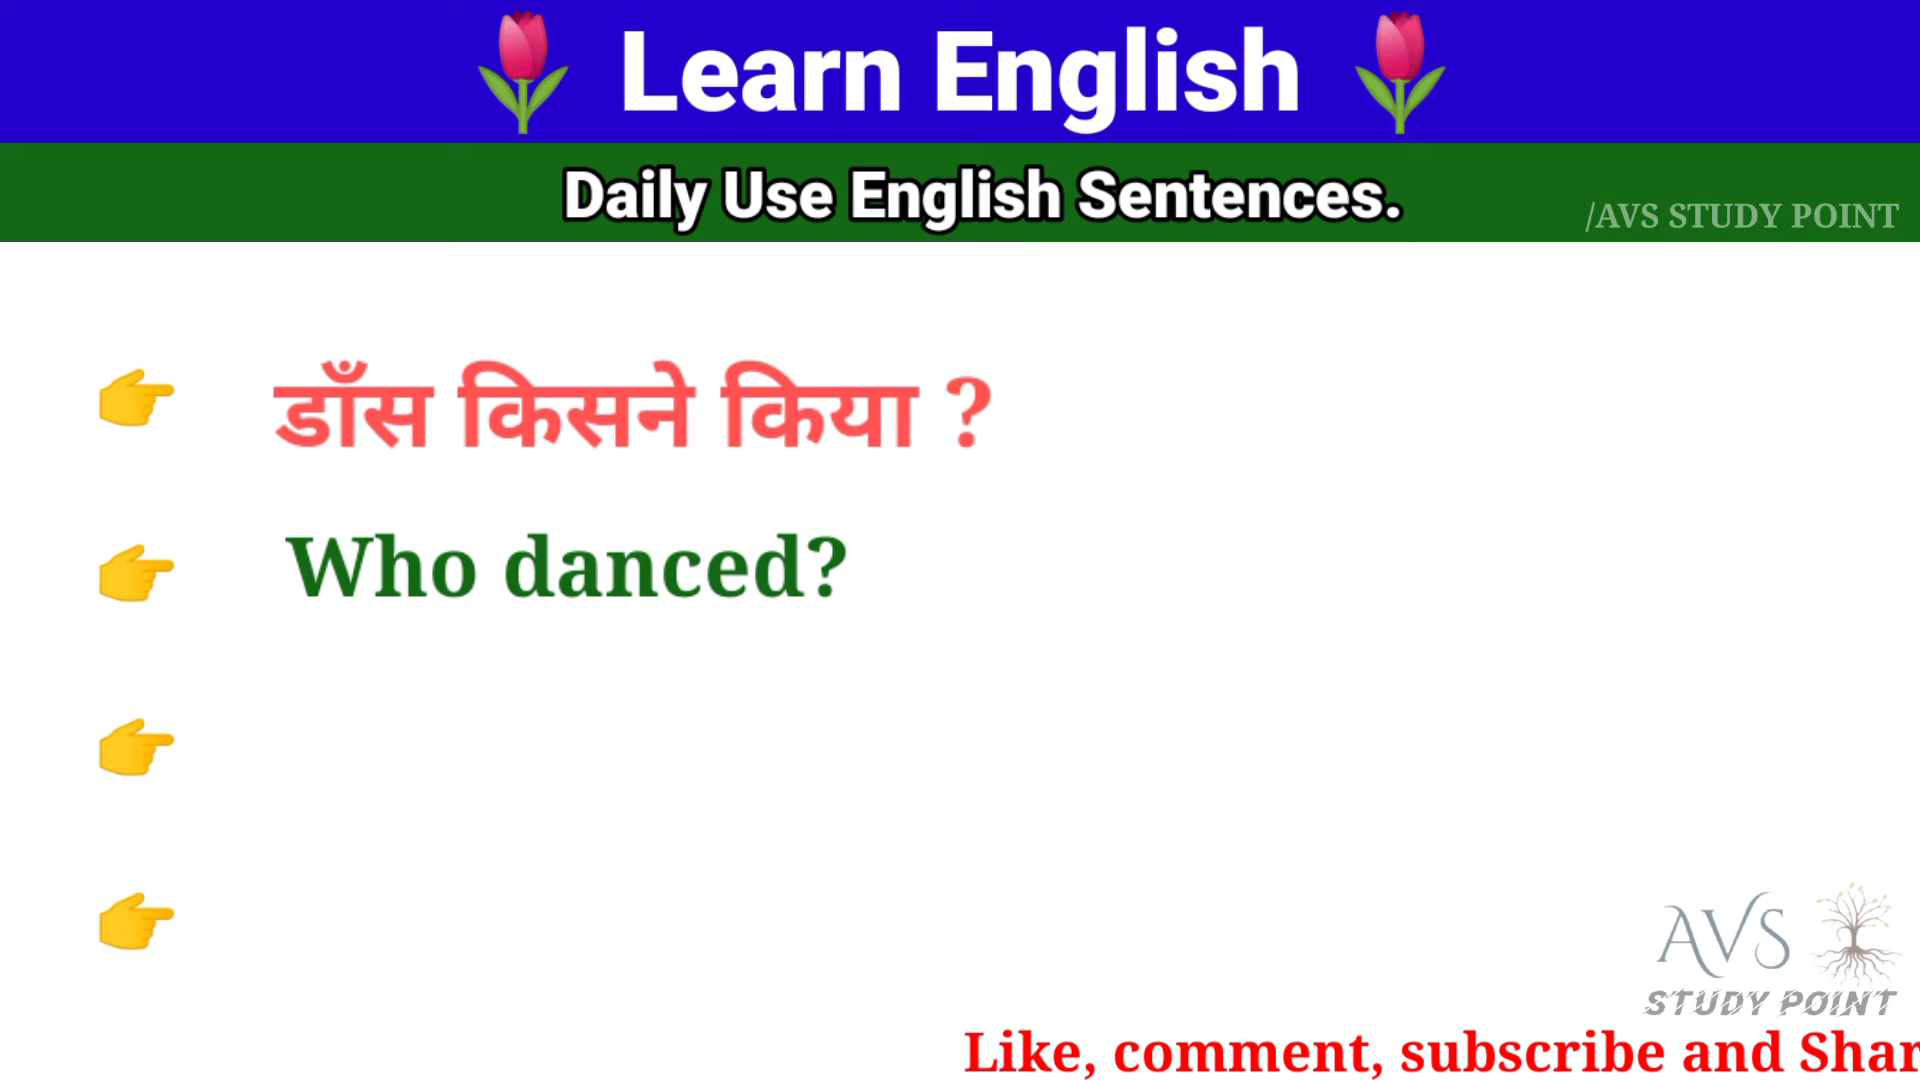 Learn English
Daily Use English Sentences.
/AVS STUDY POINT
डाँस किसने किया ?
Who danced?
AVS
STUDY POINT
Like, comment, subscribe and Shar